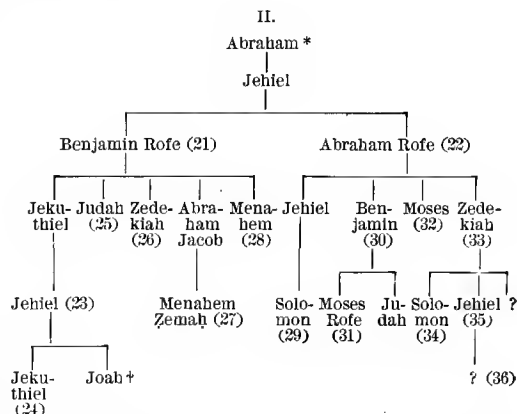 II.
Abraham *
Jehiel
Benjamin Rofe (21) Abraham Rofe (22)
Jeku- Judah Zede- Abra- Mena- Jehiel Ben- Moses Zede-
thiel (25) kiah ham hem jamin (32) kiah
(26) Jacob (28) (30) (33)
Jehiel (23) Menahem Solo- Moses Ju- Solo- Jehiel ?
Ẓemaḥ (27) mon Rofe dah mon (35)
(29) (31) (34)
Jeku- Joab † ? (36)
thiel
(24)